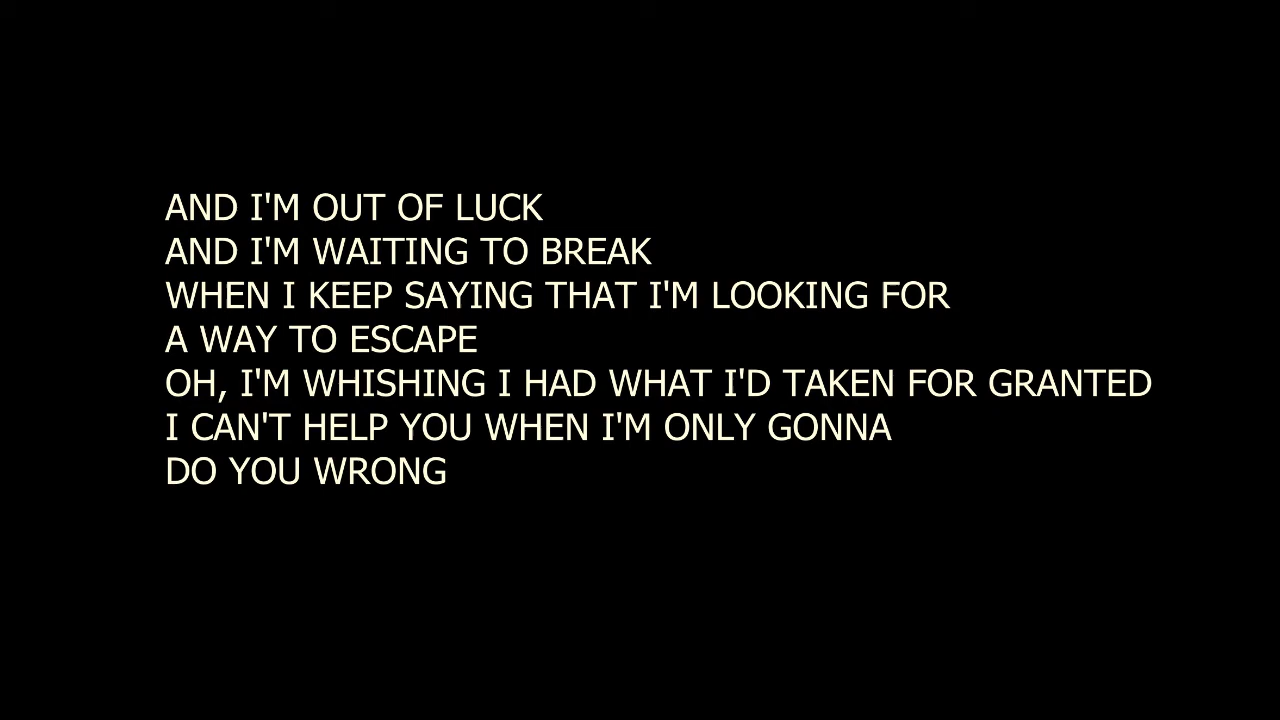 AND I'M OUT OF LUCK
AND I'M WAITING TO BREAK
WHEN I KEEP SAYING THAT I'M LOOKING FOR
A WAY TO ESCAPE
OH, I'M WHISHING I HAD WHAT I'D TAKEN FOR GRANTED
I CAN'T HELP YOU WHEN I'M ONLY GONNA
DO YOU WRONG